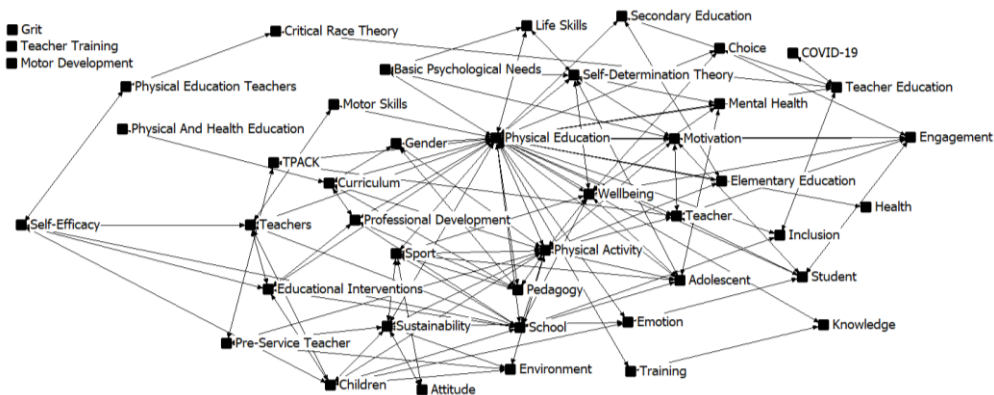 Secondary Education
Life Skills
Grit
Critical Race Theory
Teacher Training
Choice
COVID-19
Motor Development
Basic Psychological Needs
Self-Determination Theory
Physical Education Teachers
Teacher Education
Motor Skills
Mental Health
Physical And Health Education
Physical Education
Motivation
Engagement
Gender
TPACK
Curriculum
Elementary Education
Wellbeing
Health
Professional Development
Teacher
Self-Efficacy
Teachers
Inclusion
Sport
Physical Activity
Student
Adolescent
Educational Interventions
Pedagogy
Emotion
Knowledge
Sustainability
School
Pre-Service Teacher
Environment
Training
Children
Attitude